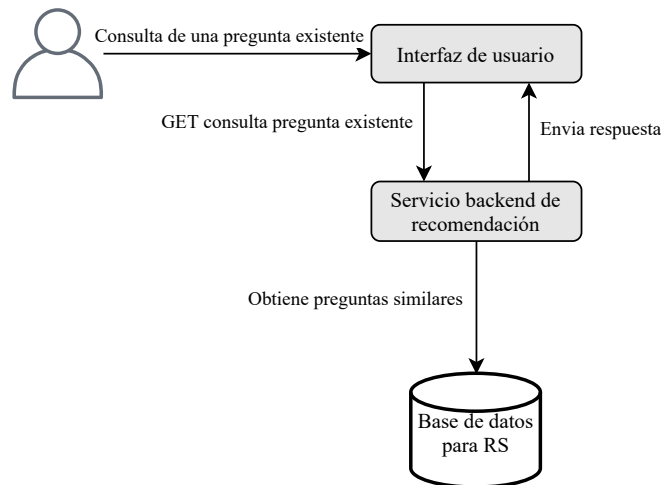 Consulta de una pregunta existente
Interfaz de usuario
GET consulta pregunta existente
Envia respuesta
Servicio backend de
recomendación
Obtiene preguntas similares
Base de datos
para RS